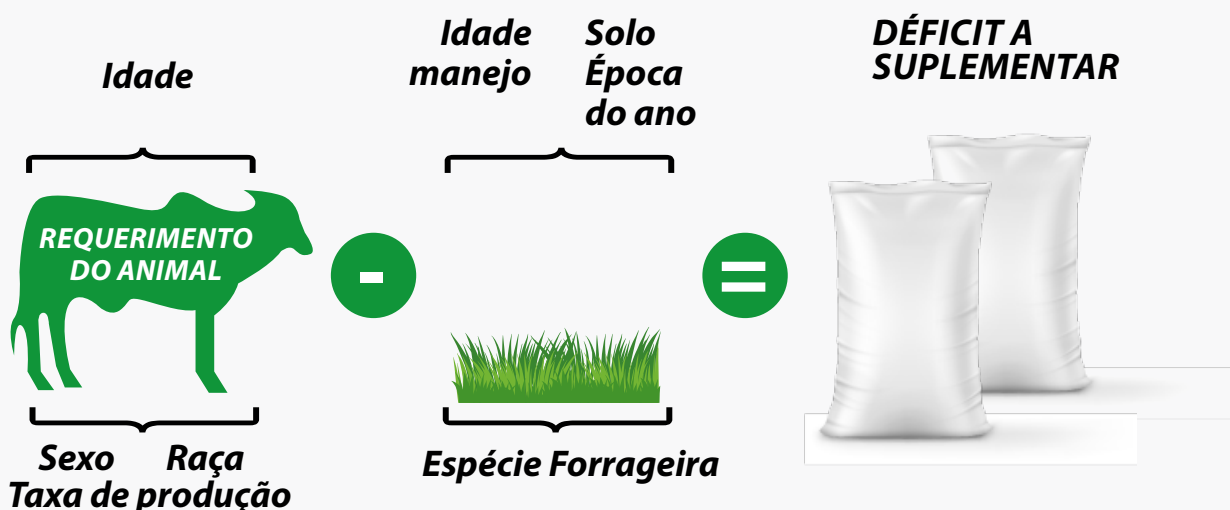 Idade
REQUERIMENTO
DO ANIMAL
Sexo Raça
Taxa de produção
-
Idade
manejo
Solo
Época
do ano
Espécie Forrageira
=
DÉFICIT A
SUPLEMENTAR